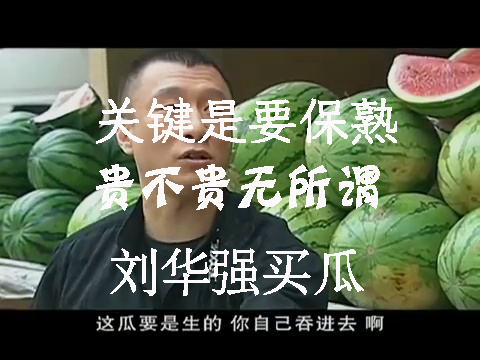 关键是要保熟
贵不贵无所谓
刘华强买瓜
这瓜要是生的 你自己吞进去 啊